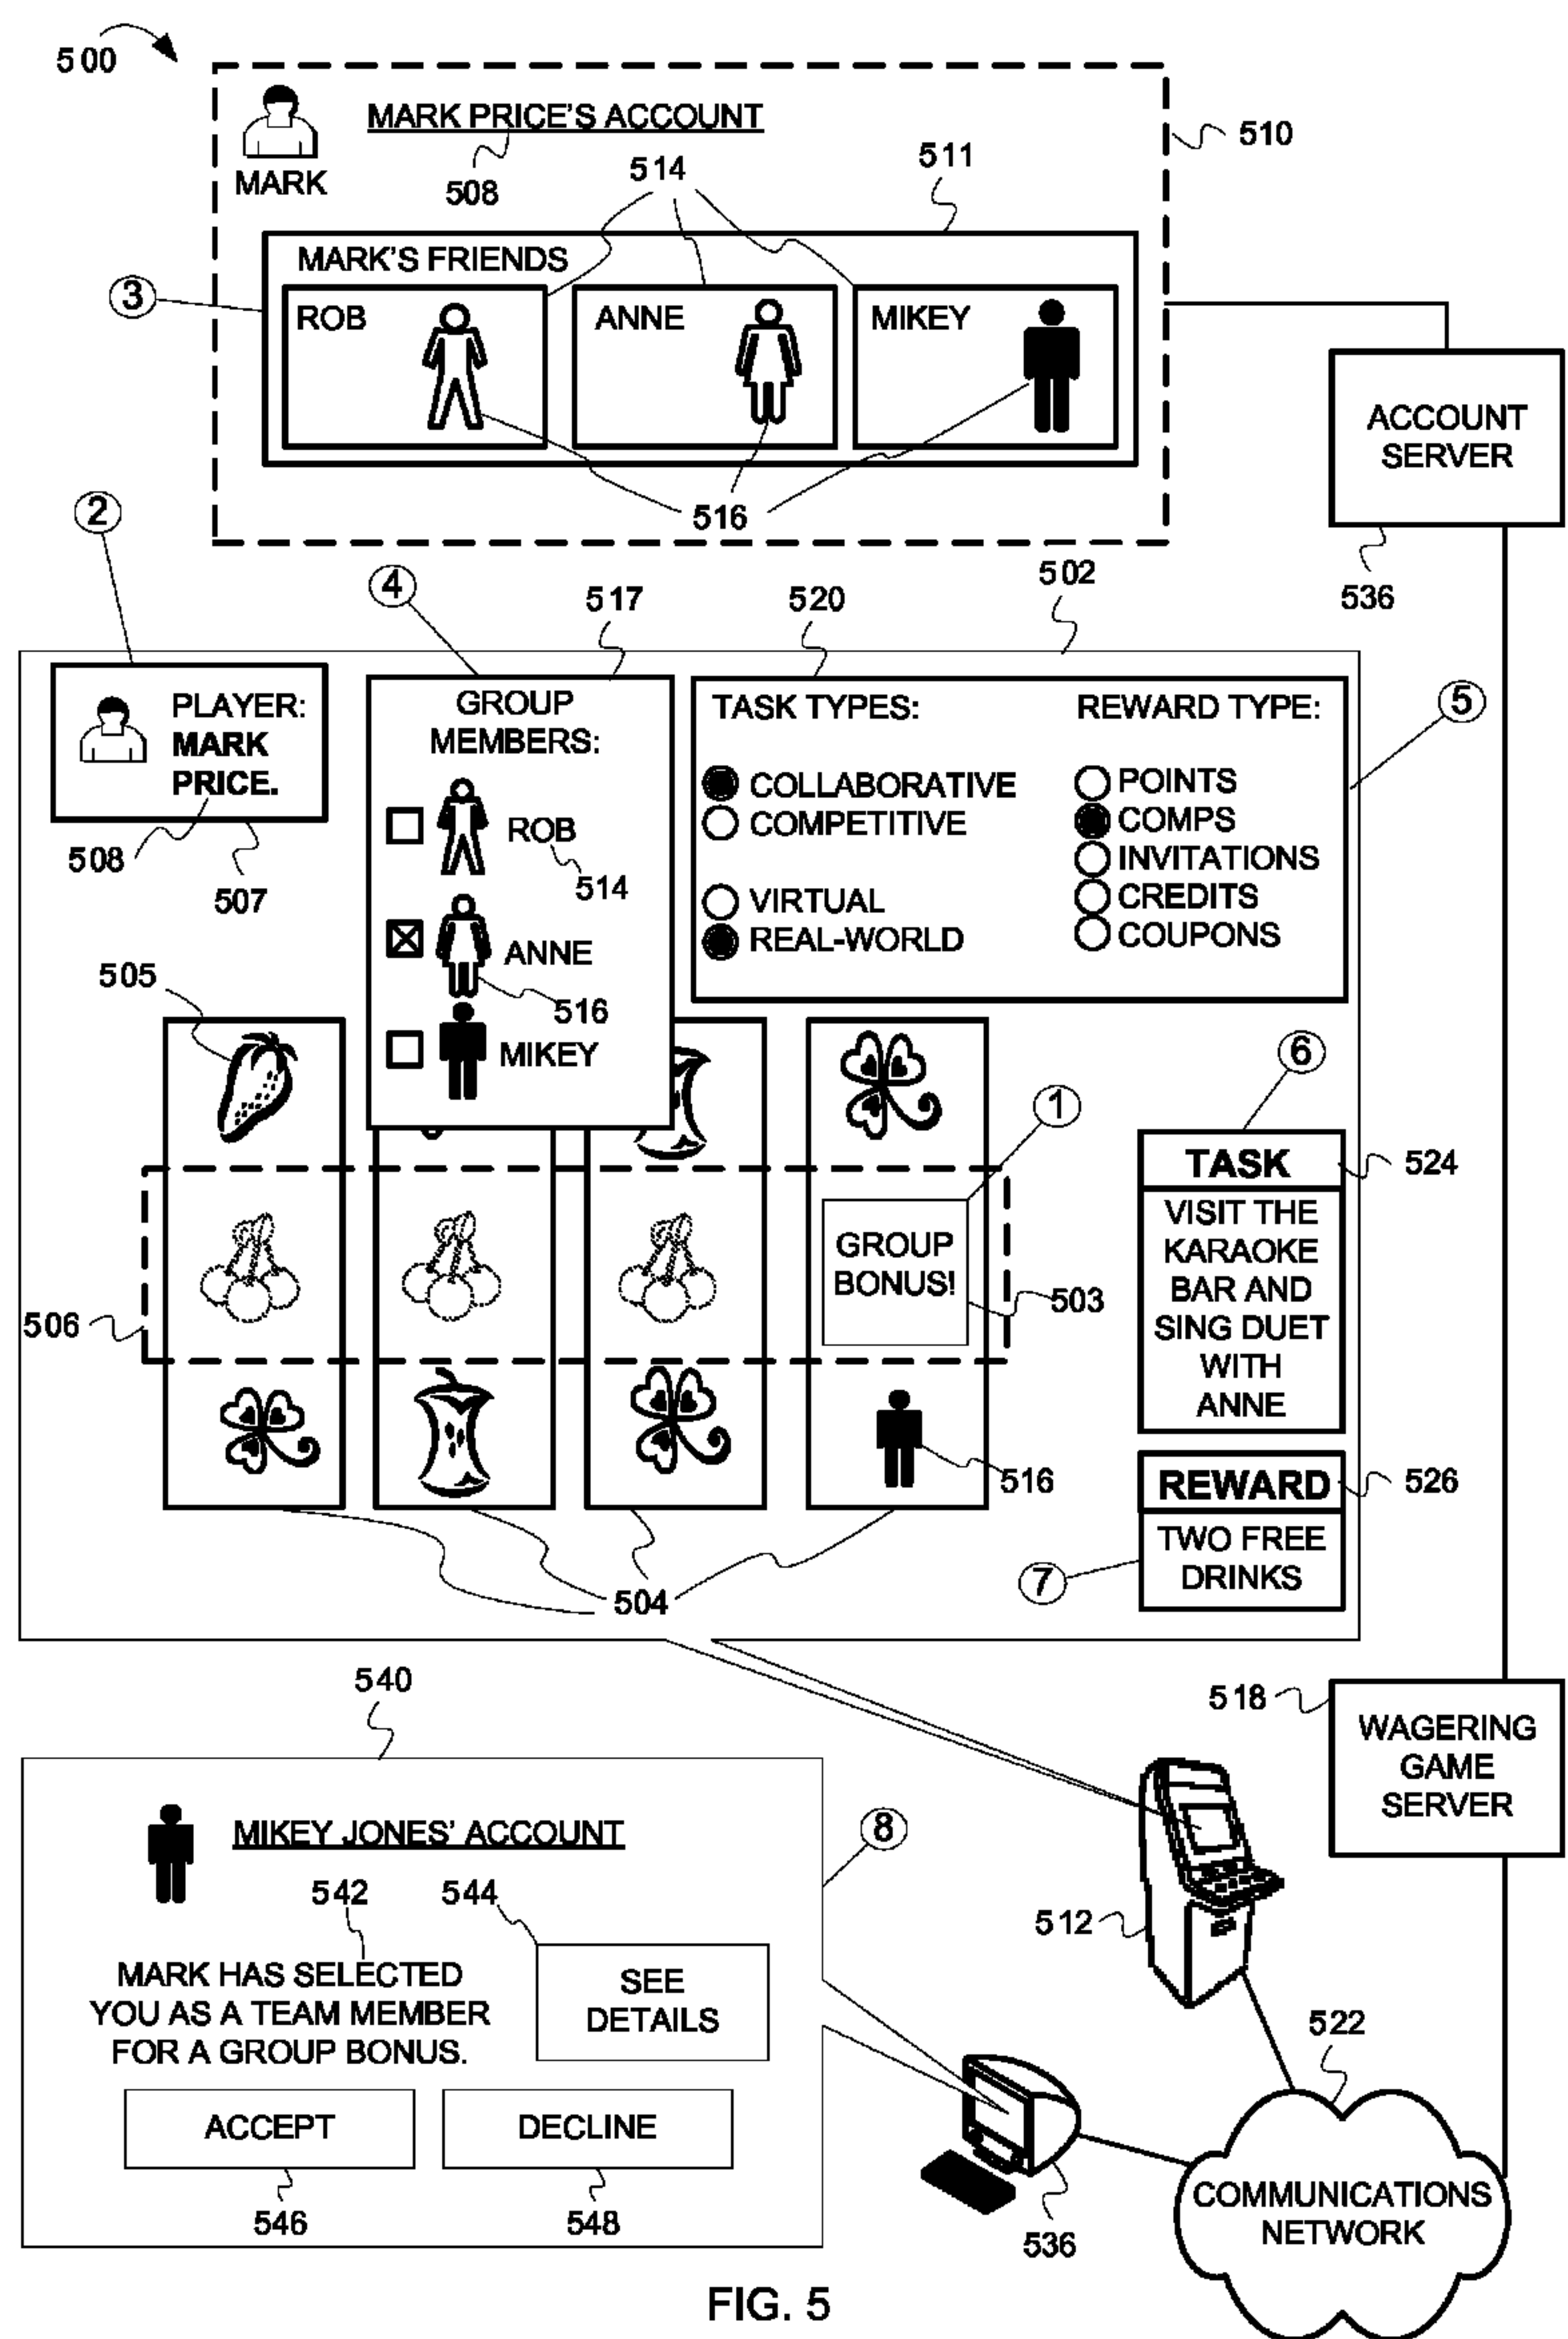 500
MARK PRICE'S ACCOUNT
510
MARK
508
514
511
MARK'S FRIENDS
3
ROB
ANNE
MIKEY
516
ACCOUNT
SERVER
536
2
4
517
520
502
PLAYER:
MARK
PRICE.
508
507
GROUP
MEMBERS:
ROB
514
ANNE
516
MIKEY
TASK TYPES:
COLLABORATIVE
COMPETITIVE
VIRTUAL
REAL-WORLD
REWARD TYPE:
POINTS
COMPS
INVITATIONS
CREDITS
COUPONS
5
505
6
1
TASK
524
VISIT THE
KARAOKE
BAR AND
SING DUET
WITH
ANNE
GROUP
BONUS!
503
506
516
REWARD
526
TWO FREE
DRINKS
7
504
540
518
WAGERING
GAME
SERVER
MIKEY JONES' ACCOUNT
8
542
544
512
MARK HAS SELECTED
YOU AS A TEAM MEMBER
FOR A GROUP BONUS.
SEE
DETAILS
522
ACCEPT
DECLINE
546
548
536
COMMUNICATIONS
NETWORK
FIG. 5